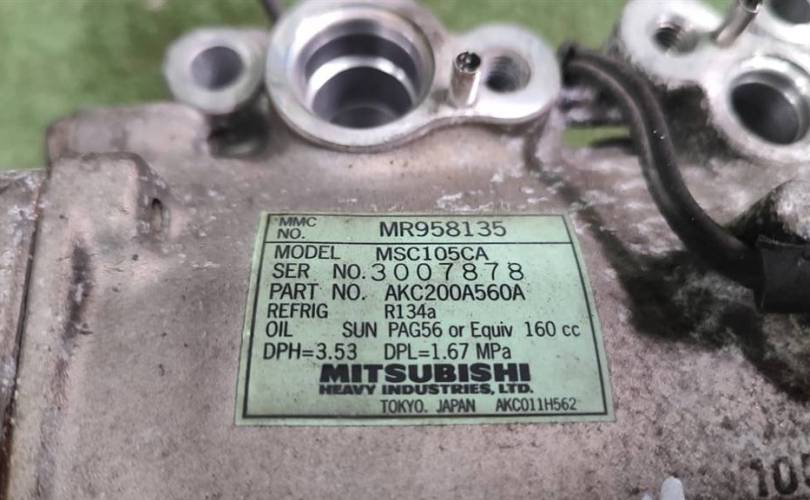 MMC
NO. MR958135
MODEL MSC105CA
SER NO. 3007878
PART NO. AKC200A560A
REFRIG R134a
OIL SUN PAG56 or Equiv 160 cc
DPH=3.53 DPL=1.67 MPa
MITSUBISHI
HEAVY INDUSTRIES, LTD.
TOKYO. JAPAN AKC011H562